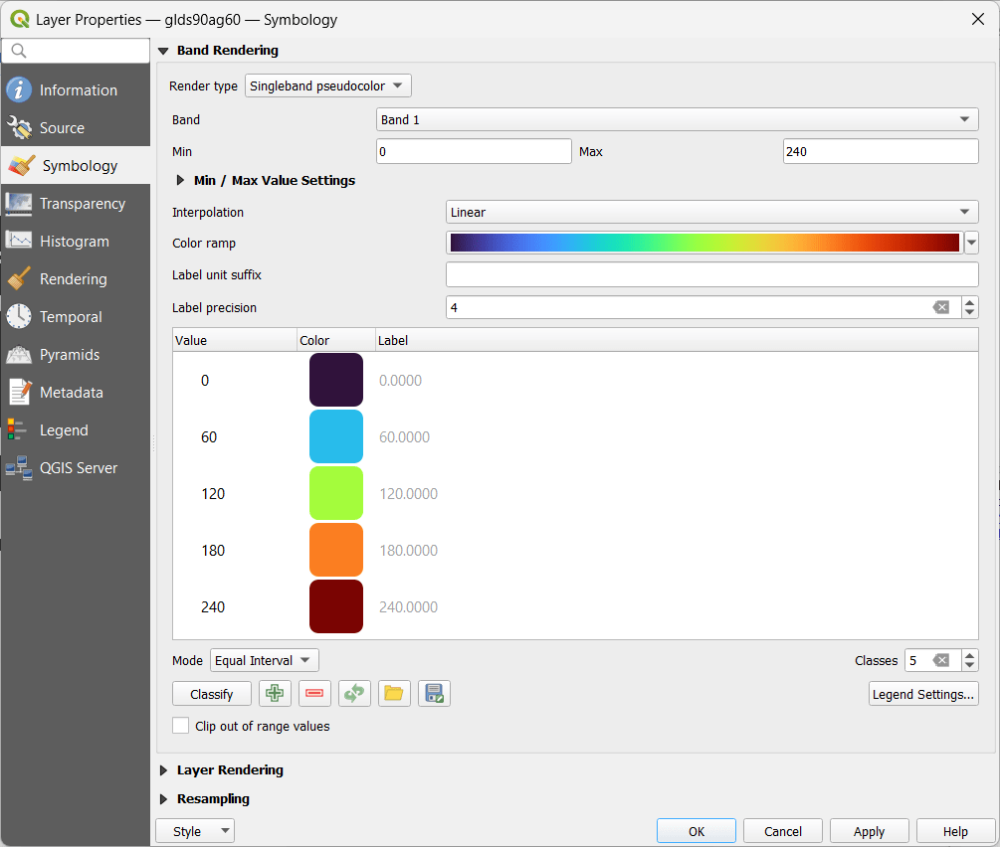 Layer Properties — glds90ag60 — Symbology
Information
Source
Symbology
Transparency
Histogram
Rendering
Temporal
Pyramids
Metadata
Legend
QGIS Server
Band Rendering
Render type Singleband pseudocolor
Band Band 1
Min 0 Max 240
Min / Max Value Settings
Interpolation Linear
Color ramp
Label unit suffix
Label precision 4
Value Color Label
0 0.0000
60 60.0000
120 120.0000
180 180.0000
240 240.0000
Mode Equal Interval Classes 5
Classify Legend Settings...
Clip out of range values
Layer Rendering
Resampling
Style OK Cancel Apply Help